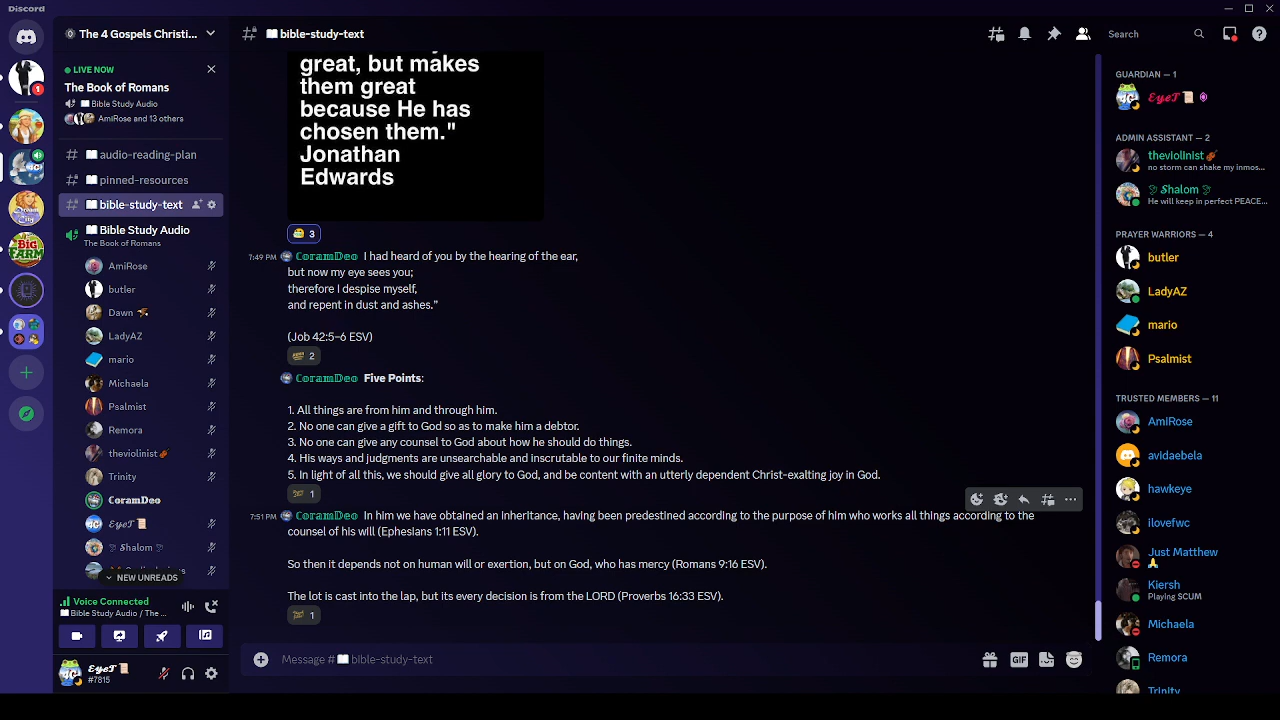 Discord
The 4 Gospels Christi...
LIVE NOW
The Book of Romans
Bible Study Audio
AmiRose and 13 others
audio-reading-plan
pinned-resources
bible-study-text
Bible Study Audio
The Book of Romans
AmiRose
butler
Dawn
LadyAZ
mario
Michaela
Psalmist
Remora
theviolinist
Trinity
CoramDeo
EyeT
Shalom
NEW UNREADS
Voice Connected
Bible Study Audio / The ...
EyeT
#7815
1
bible-study-text
great, but makes
them great
because He has
chosen them."
Jonathan
Edwards
3
7:49 PM CoramDeo I had heard of you by the hearing of the ear,
but now my eye sees you;
therefore I despise myself,
and repent in dust and ashes.”
(Job 42:5–6 ESV)
2
CoramDeo Five Points:
1. All things are from him and through him.
2. No one can give a gift to God so as to make him a debtor.
3. No one can give any counsel to God about how he should do things.
4. His ways and judgments are unsearchable and inscrutable to our finite minds.
5. In light of all this, we should give all glory to God, and be content with an utterly dependent Christ-exalting joy in God.
1
7:51 PM CoramDeo In him we have obtained an inheritance, having been predestined according to the purpose of him who works all things according to the
counsel of his will (Ephesians 1:11 ESV).
So then it depends not on human will or exertion, but on God, who has mercy (Romans 9:16 ESV).
The lot is cast into the lap, but its every decision is from the LORD (Proverbs 16:33 ESV).
1
Message # bible-study-text
GIF
Search
GUARDIAN — 1
EyeT
ADMIN ASSISTANT — 2
theviolinist
no storm can shake my inmos...
Shalom
He will keep in perfect PEACE...
PRAYER WARRIORS — 4
butler
LadyAZ
mario
Psalmist
TRUSTED MEMBERS — 11
AmiRose
avidaebela
hawkeye
ilovefwc
Just Matthew
Kiersh
Playing SCUM
Michaela
Remora
Trinity